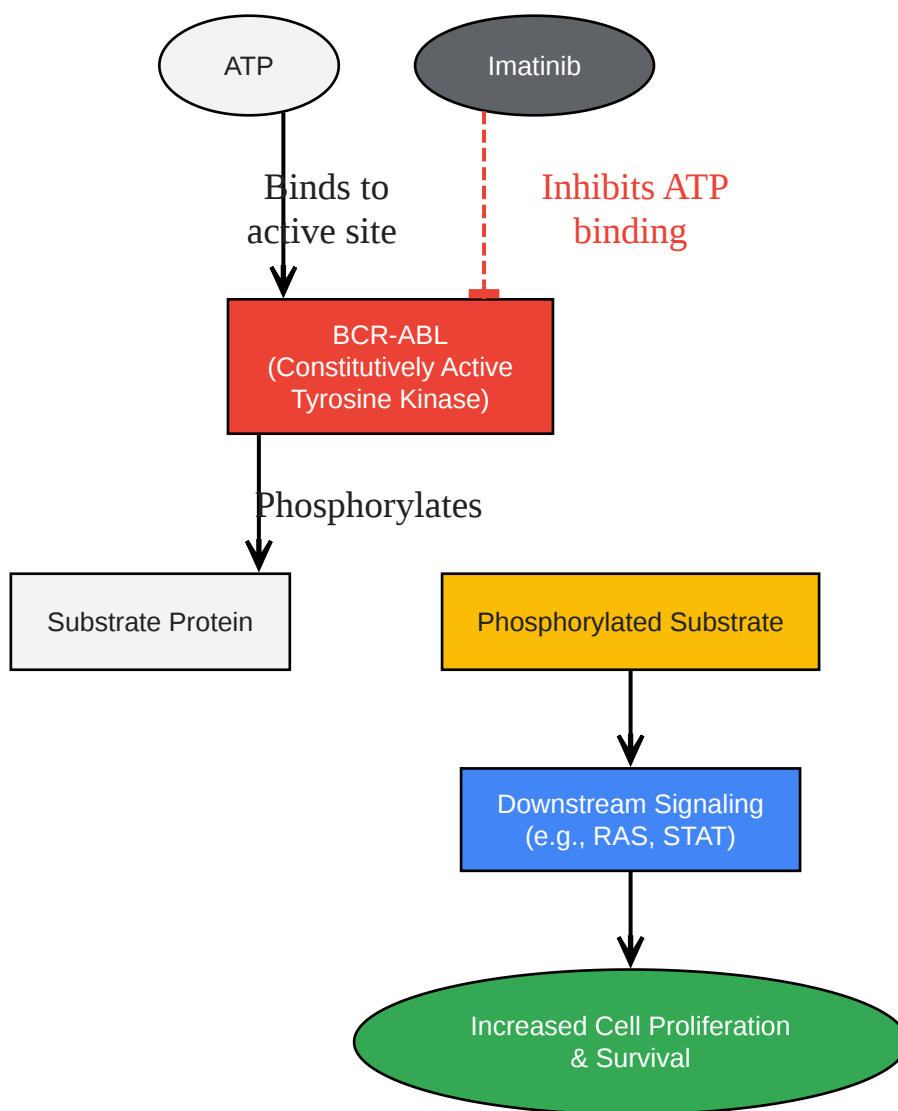 ATP
Imatinib
Binds to
active site
Inhibits ATP
binding
BCR-ABL
(Constitutively Active
Tyrosine Kinase)
Phosphorylates
Substrate Protein
Phosphorylated Substrate
Downstream Signaling
(e.g., RAS, STAT)
Increased Cell Proliferation
& Survival